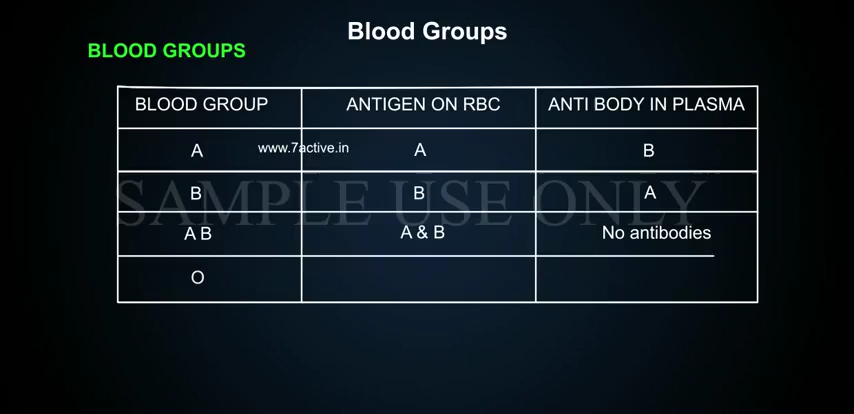 Blood Groups
BLOOD GROUPS
BLOOD GROUP ANTIGEN ON RBC ANTI BODY IN PLASMA
A www.7active.in A B
SAMPLE USE ONLY
B B A
A B A & B No antibodies
O